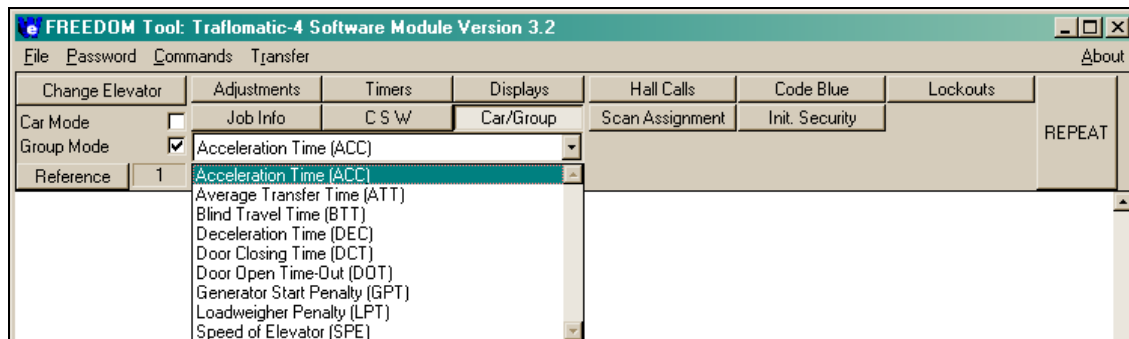 FREEDOM Tool: Traflomatic-4 Software Module Version 3.2
File Password Commands Transfer About
Change Elevator Adjustments Timers Displays Hall Calls Code Blue Lockouts
Car Mode Job Info C S W Car/Group Scan Assignment Init. Security REPEAT
Group Mode Acceleration Time (ACC)
Reference 1 Acceleration Time (ACC)
Average Transfer Time (ATT)
Blind Travel Time (BTT)
Deceleration Time (DEC)
Door Closing Time (DCT)
Door Open Time-Out (DOT)
Generator Start Penalty (GPT)
Loadweigher Penalty (LPT)
Speed of Elevator (SPE)